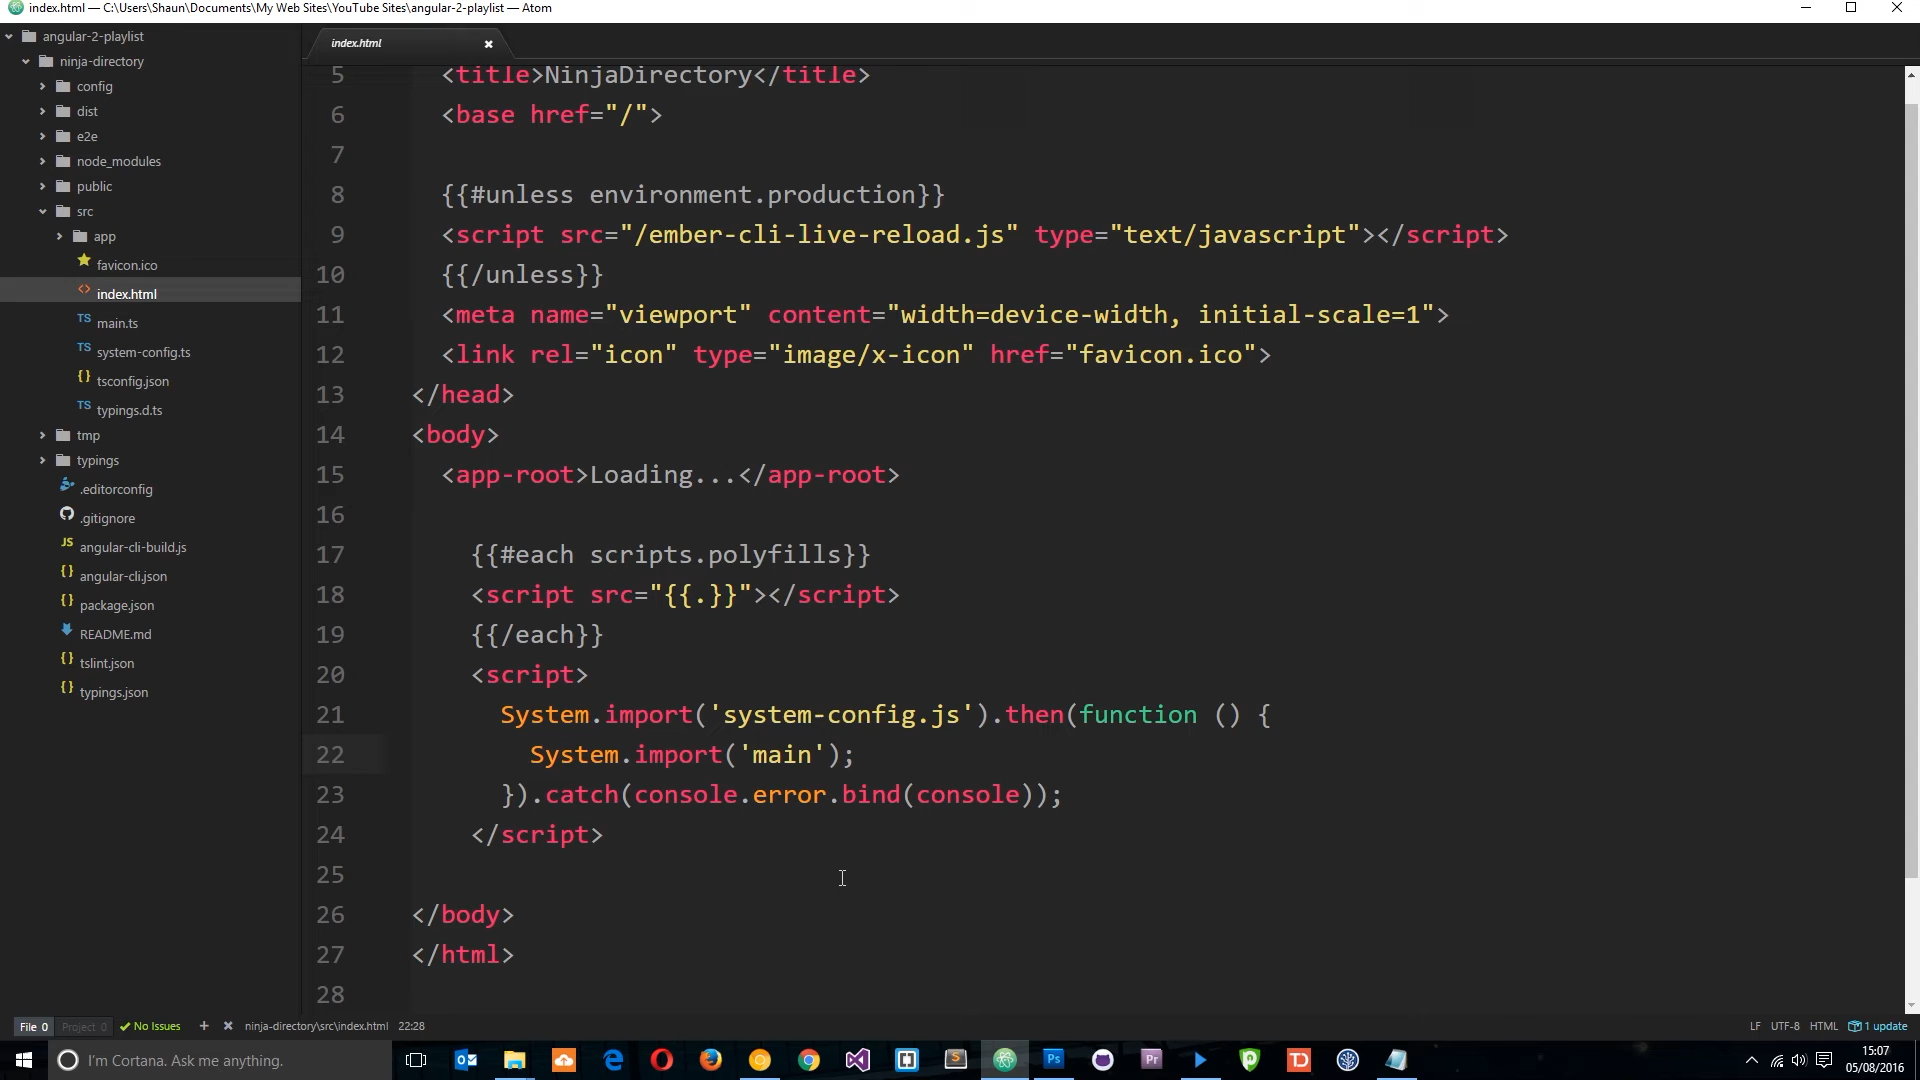 index.html — C:\Users\Shaun\Documents\My Web Sites\YouTube Sites\angular-2-playlist — Atom
angular-2-playlist
ninja-directory
config
dist
e2e
node_modules
public
src
app
favicon.ico
index.html
TS main.ts
TS system-config.ts
{} tsconfig.json
TS typings.d.ts
tmp
typings
.editorconfig
.gitignore
JS angular-cli-build.js
{} angular-cli.json
{} package.json
README.md
{} tslint.json
{} typings.json
index.html
5 <title>NinjaDirectory</title>
6 <base href="/">
7
8 {{#unless environment.production}}
9 <script src="/ember-cli-live-reload.js" type="text/javascript"></script>
10 {{/unless}}
11 <meta name="viewport" content="width=device-width, initial-scale=1">
12 <link rel="icon" type="image/x-icon" href="favicon.ico">
13 </head>
14 <body>
15 <app-root>Loading...</app-root>
16
17 {{#each scripts.polyfills}}
18 <script src="{{.}}"></script>
19 {{/each}}
20 <script>
21 System.import('system-config.js').then(function () {
22 System.import('main');
23 }).catch(console.error.bind(console));
24 </script>
25
26 </body>
27 </html>
28
File 0 Project 0 No Issues + ninja-directory\src\index.html 22:28 LF UTF-8 HTML 1 update
I'm Cortana. Ask me anything.
Ps
Pr
TD
15:07
05/08/2016